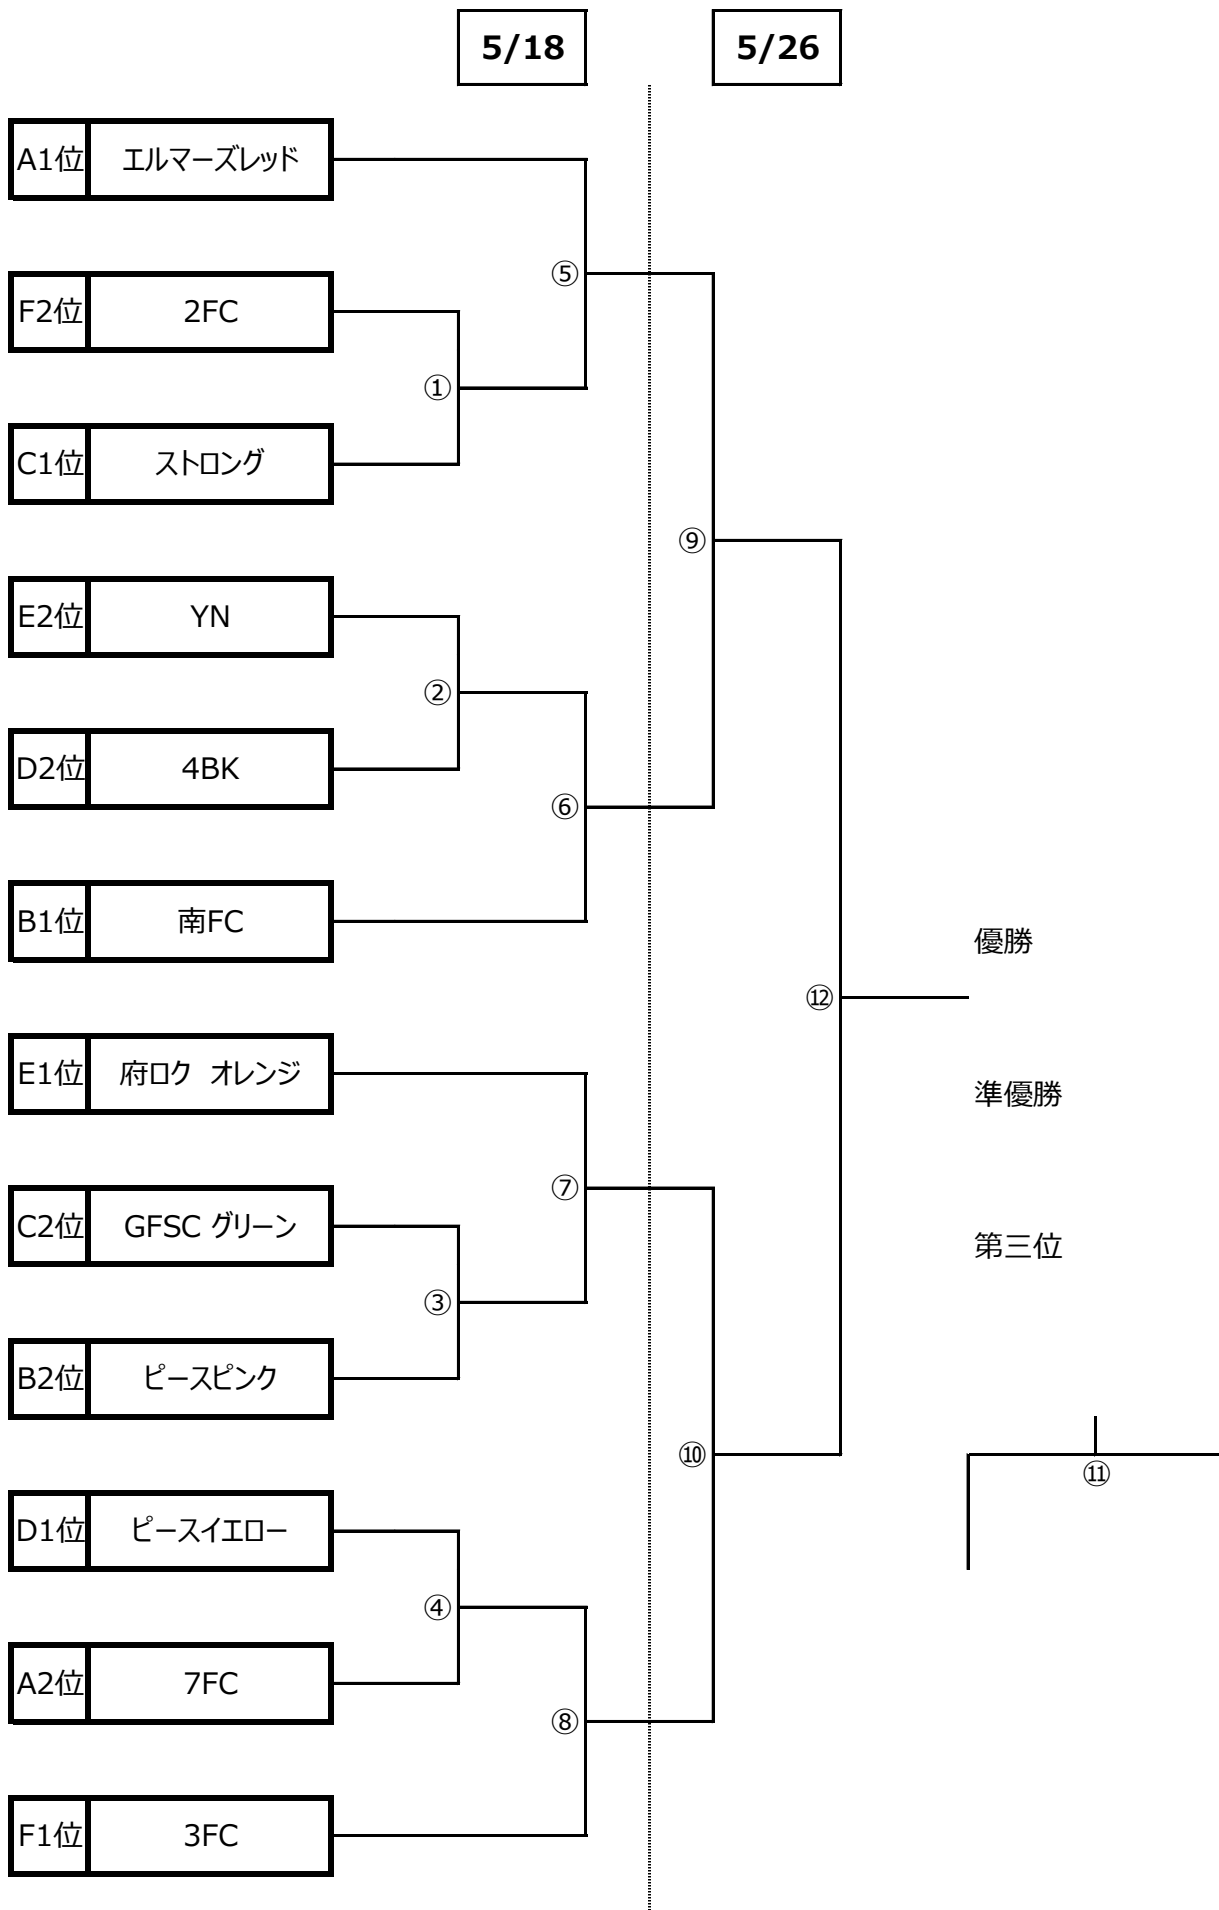 5/18 5/26
A1位 エルマーズレッド
⑤
F2位 2FC
①
C1位 ストロング
⑨
E2位 YN
②
D2位 4BK
⑥
B1位 南FC
優勝
⑫
E1位 府ロク オレンジ
準優勝
⑦
C2位 GFSC グリーン
第三位
③
B2位 ピースピンク
⑩
⑪
D1位 ピースイエロー
④
A2位 7FC
⑧
F1位 3FC